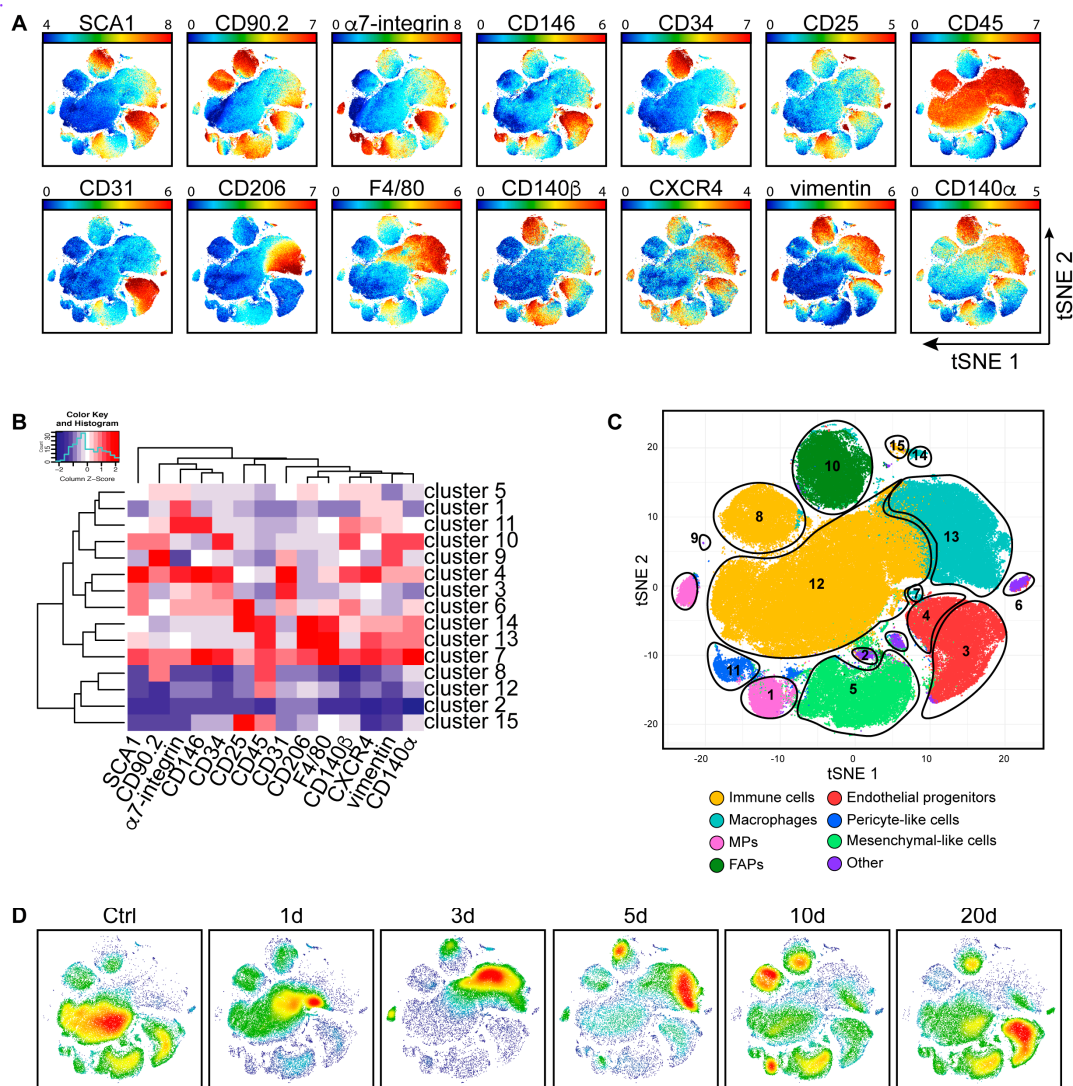 A
SCA1 CD90.2 α7-integrin CD146 CD34 CD25 CD45
4 8 0 7 0 8 0 6 0 7 0 5 0 7
CD31 CD206 F4/80 CD140β CXCR4 vimentin CD140α
0 6 0 7 0 6 0 4 0 4 0 6 0 5
tSNE 2
tSNE 1
B
Color Key
and Histogram
Count
0 15 30
-2 -1 0 1 2
Column Z-Score
cluster 5
cluster 1
cluster 11
cluster 10
cluster 9
cluster 4
cluster 3
cluster 6
cluster 14
cluster 13
cluster 7
cluster 8
cluster 12
cluster 2
cluster 15
SCA1
CD90.2
α7-integrin
CD146
CD34
CD25
CD45
CD31
CD206
F4/80
CD140β
CXCR4
vimentin
CD140α
C
20
10
0
-10
-20
tSNE 2
15
14
10
8
13
9
12
7
6
4
3
2
11
5
1
-20 -10 0 10 20
tSNE 1
Immune cells
Macrophages
MPs
FAPs
Endothelial progenitors
Pericyte-like cells
Mesenchymal-like cells
Other
D
Ctrl 1d 3d 5d 10d 20d